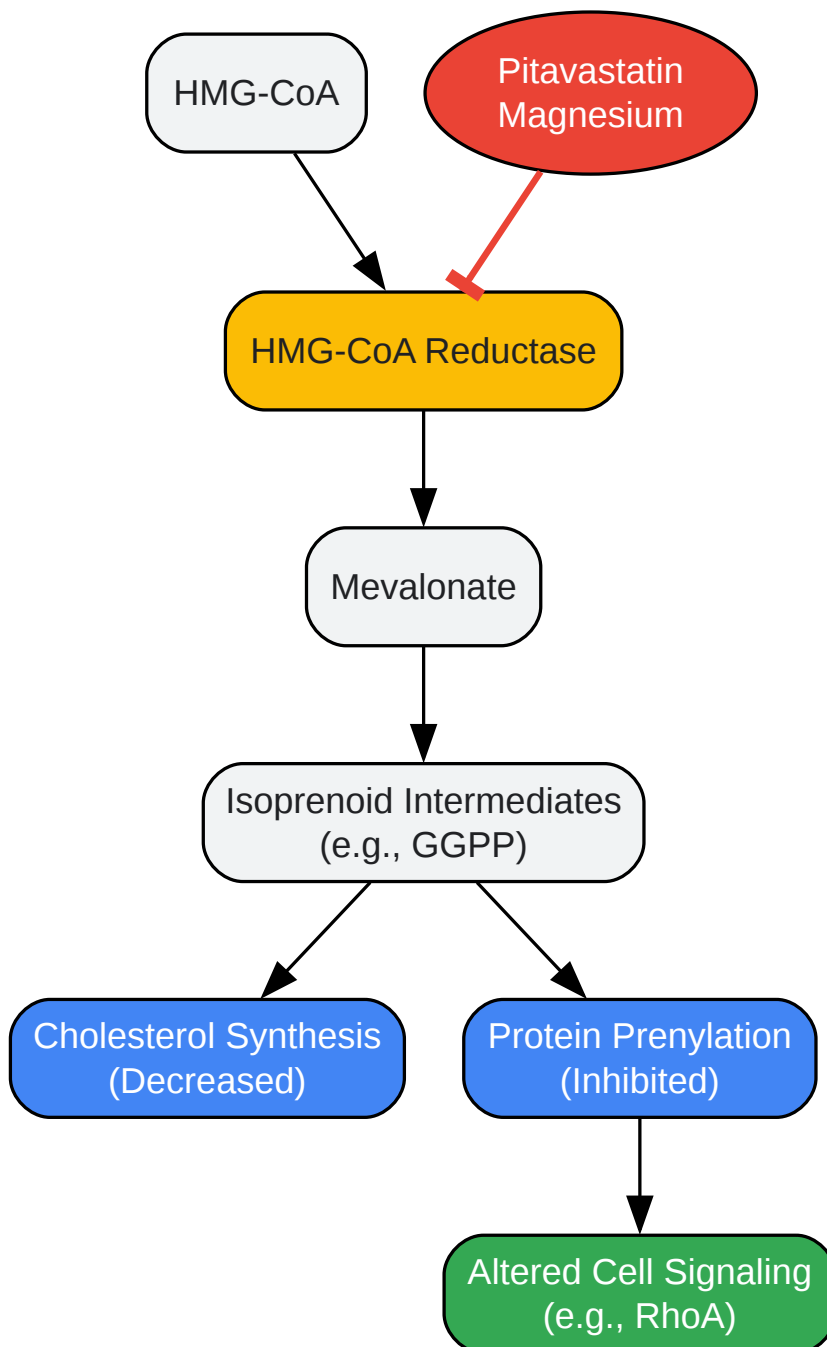 HMG-CoA
Pitavastatin
Magnesium
HMG-CoA Reductase
Mevalonate
Isoprenoid Intermediates
(e.g., GGPP)
Cholesterol Synthesis
(Decreased)
Protein Prenylation
(Inhibited)
Altered Cell Signaling
(e.g., RhoA)